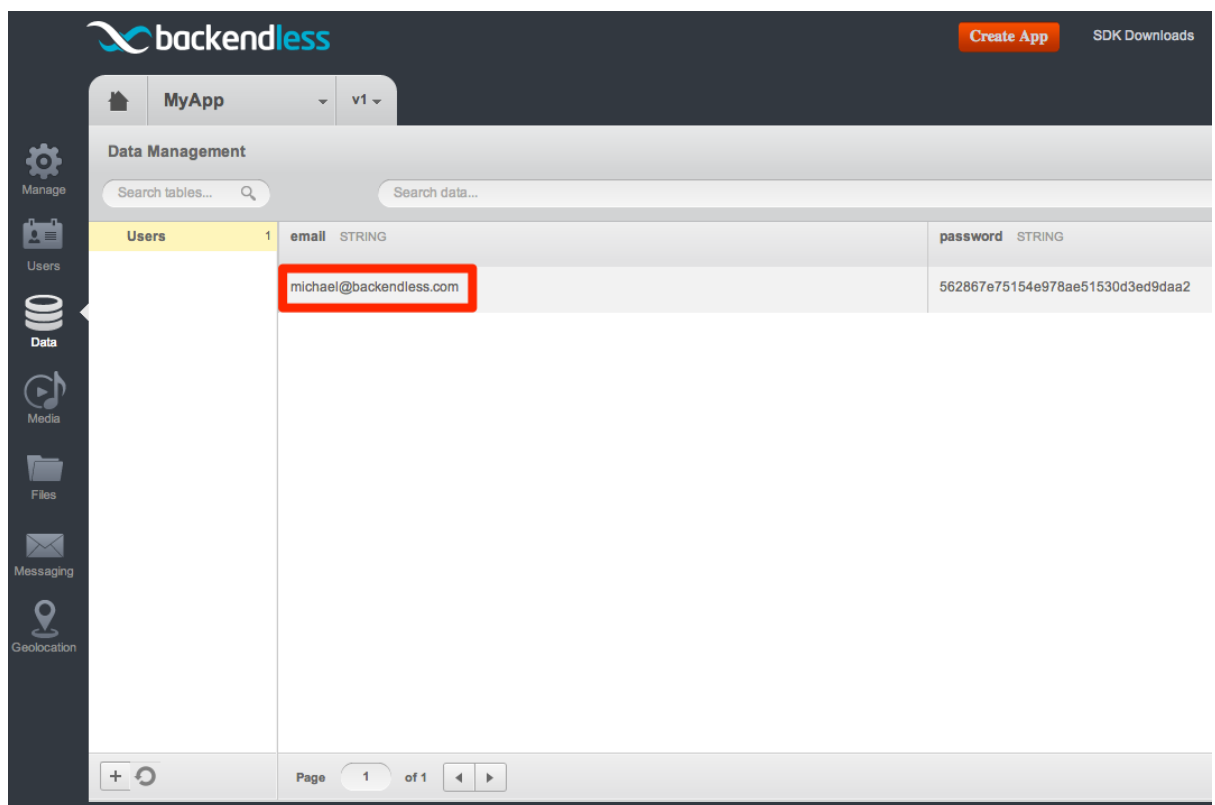 backendless
Create App
SDK Downloads
MyApp
v1
Manage
Data Management
Search tables...
Search data...
Users
Users 1
email STRING
password STRING
michael@backendless.com
562867e75154e978ae51530d3ed9daa2
Data
Media
Files
Messaging
Geolocation
+
Page 1 of 1